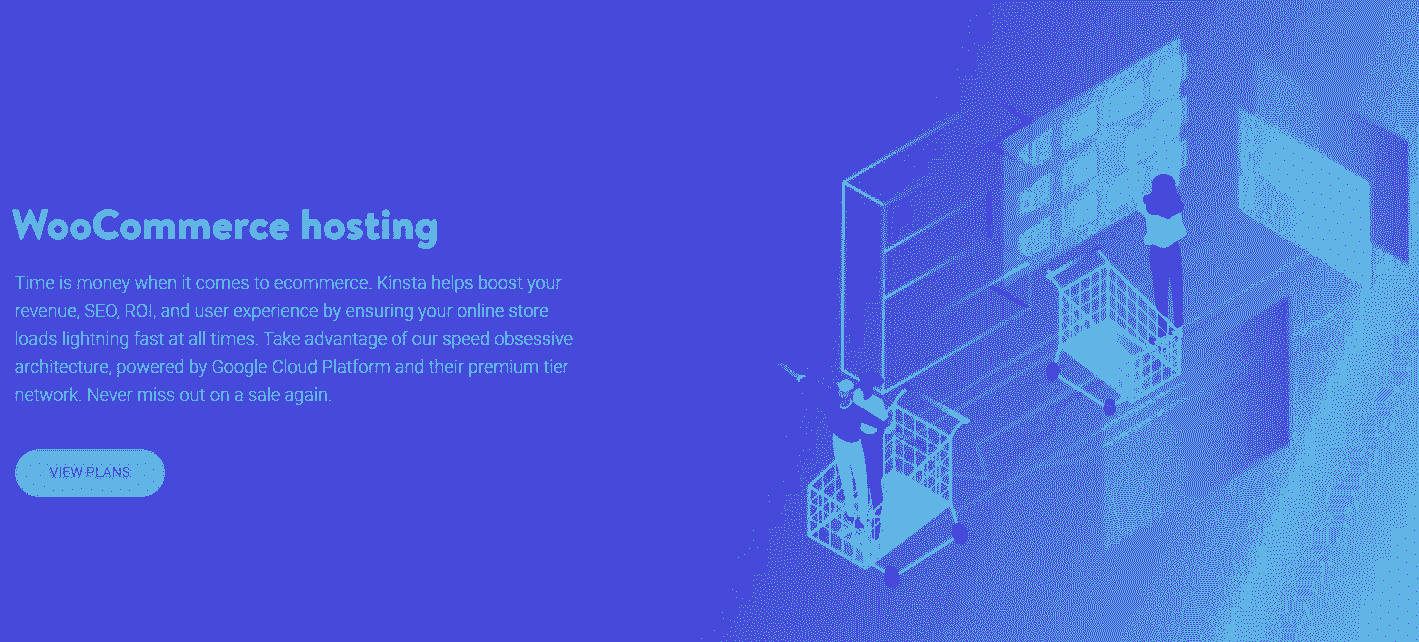 WooCommerce hosting
Time is money when it comes to ecommerce. Kinsta helps boost your
revenue, SEO, ROI, and user experience by ensuring your online store
loads lightning fast at all times. Take advantage of our speed obsessive
architecture, powered by Google Cloud Platform and their premium tier
network. Never miss out on a sale again.
VIEW PLANS